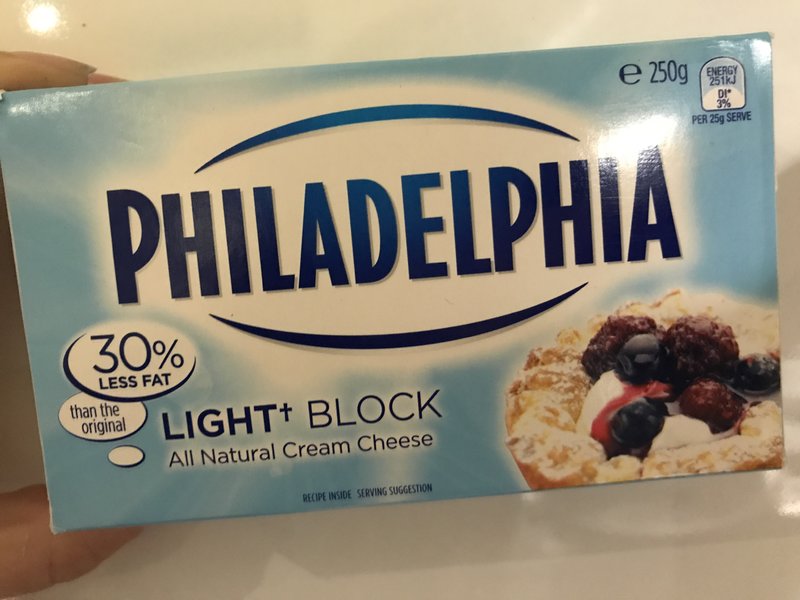 e 250g
ENERGY
251kJ
DI*
3%
PER 25g SERVE
PHILADELPHIA
30%
LESS FAT
than the
original
LIGHT† BLOCK
All Natural Cream Cheese
RECIPE INSIDE SERVING SUGGESTION